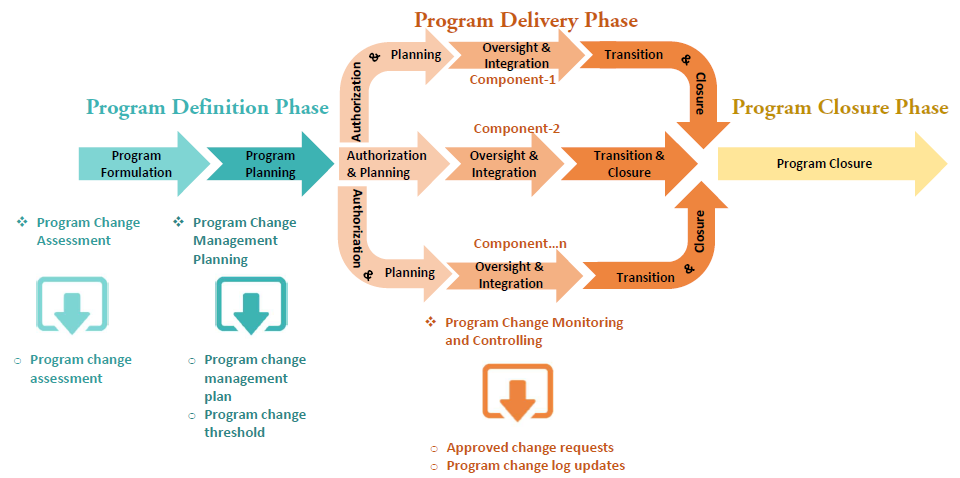 Program Delivery Phase
Authorization & Planning
Oversight &
Integration
Component-1
Transition & Closure
Program Definition Phase
Program Closure Phase
Component-2
Program
Formulation
Program
Planning
Authorization
& Planning
Oversight &
Integration
Transition &
Closure
Program Closure
Authorization & Planning
Component...n
Oversight &
Integration
Transition & Closure
❖ Program Change
Assessment
❖ Program Change
Management
Planning
❖ Program Change Monitoring
and Controlling
o Program change
assessment
o Program change
management
plan
o Program change
threshold
o Approved change requests
o Program change log updates